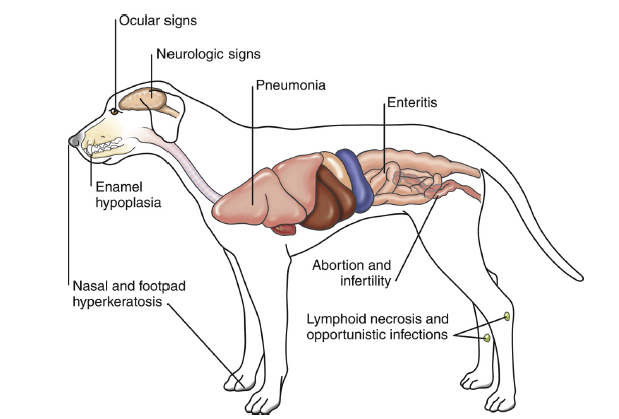 Ocular signs
Neurologic signs
Pneumonia
Enteritis
Enamel
hypoplasia
Abortion and
infertility
Nasal and footpad
hyperkeratosis
Lymphoid necrosis and
opportunistic infections